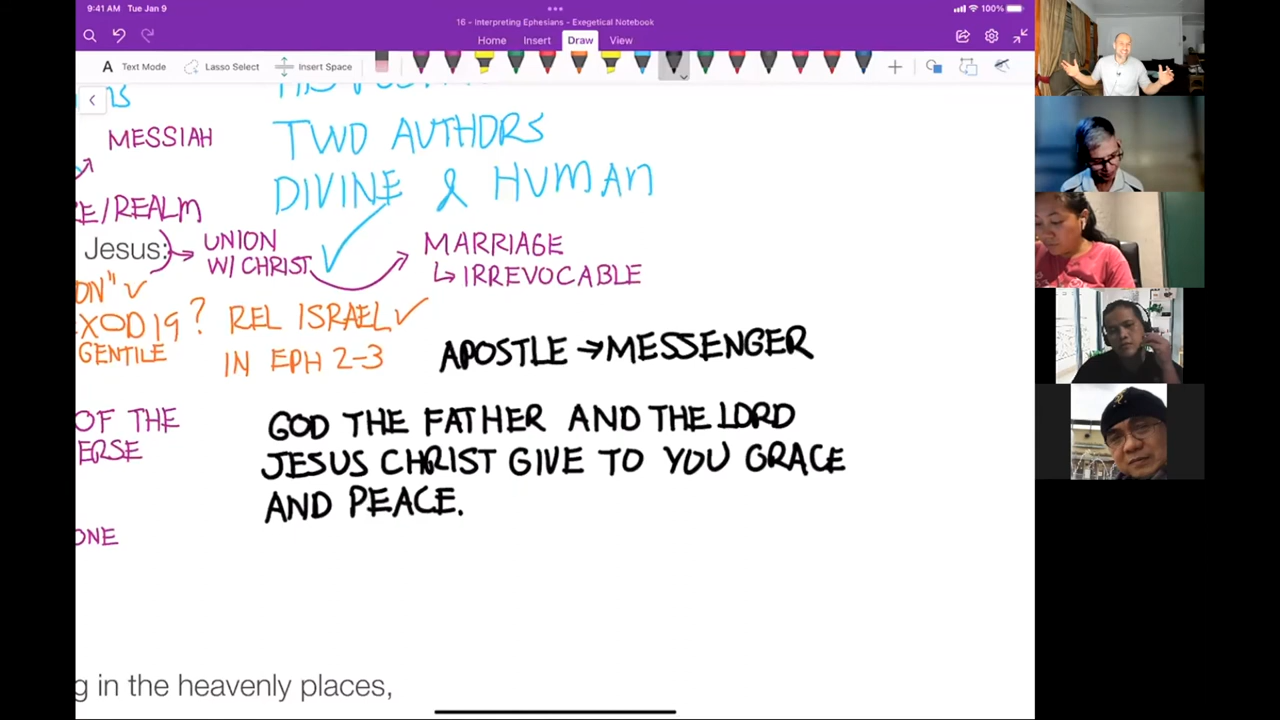 9:41 AM Tue Jan 9
100%
16 – Interpreting Ephesians – Exegetical Notebook
Home Insert Draw View
Text Mode Lasso Select Insert Space
MESSIAH
TWO AUTHORS
DIVINE & HUMAN
E/REALM
Jesus:
UNION
W/ CHRIST
MARRIAGE
↳ IRREVOCABLE
ON" ✓
XOD 19 ? REL ISRAEL ✓
GENTILE
IN EPH 2-3
APOSTLE → MESSENGER
OF THE
ERSE
GOD THE FATHER AND THE LORD
JESUS CHRIST GIVE TO YOU GRACE
AND PEACE.
ONE
g in the heavenly places,